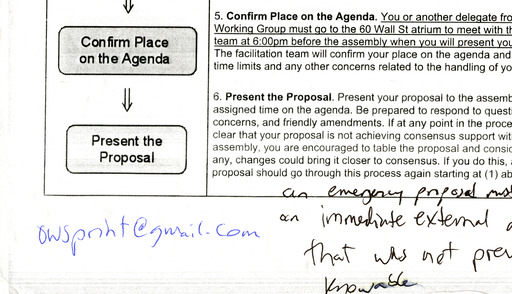 Confirm Place
on the Agenda
Present the
Proposal
5. Confirm Place on the Agenda. You or another delegate fro
Working Group must go to the 60 Wall St atrium to meet with th
team at 6:00pm before the assembly when you will present you
The facilitation team will confirm your place on the agenda and
time limits and any other concerns related to the handling of yo
6. Present the Proposal. Present your proposal to the assemb
assigned time on the agenda. Be prepared to respond to questi
concerns, and friendly amendments. If at any point in the proce
clear that your proposal is not achieving consensus support wit
assembly, you are encouraged to table the proposal and consid
any, changes could bring it closer to consensus. If you do this, a
proposal should go through this process again starting at (1) ab
an emergency proposal must
an immediate external
that was not prev
knowable
owsprint@gmail.com